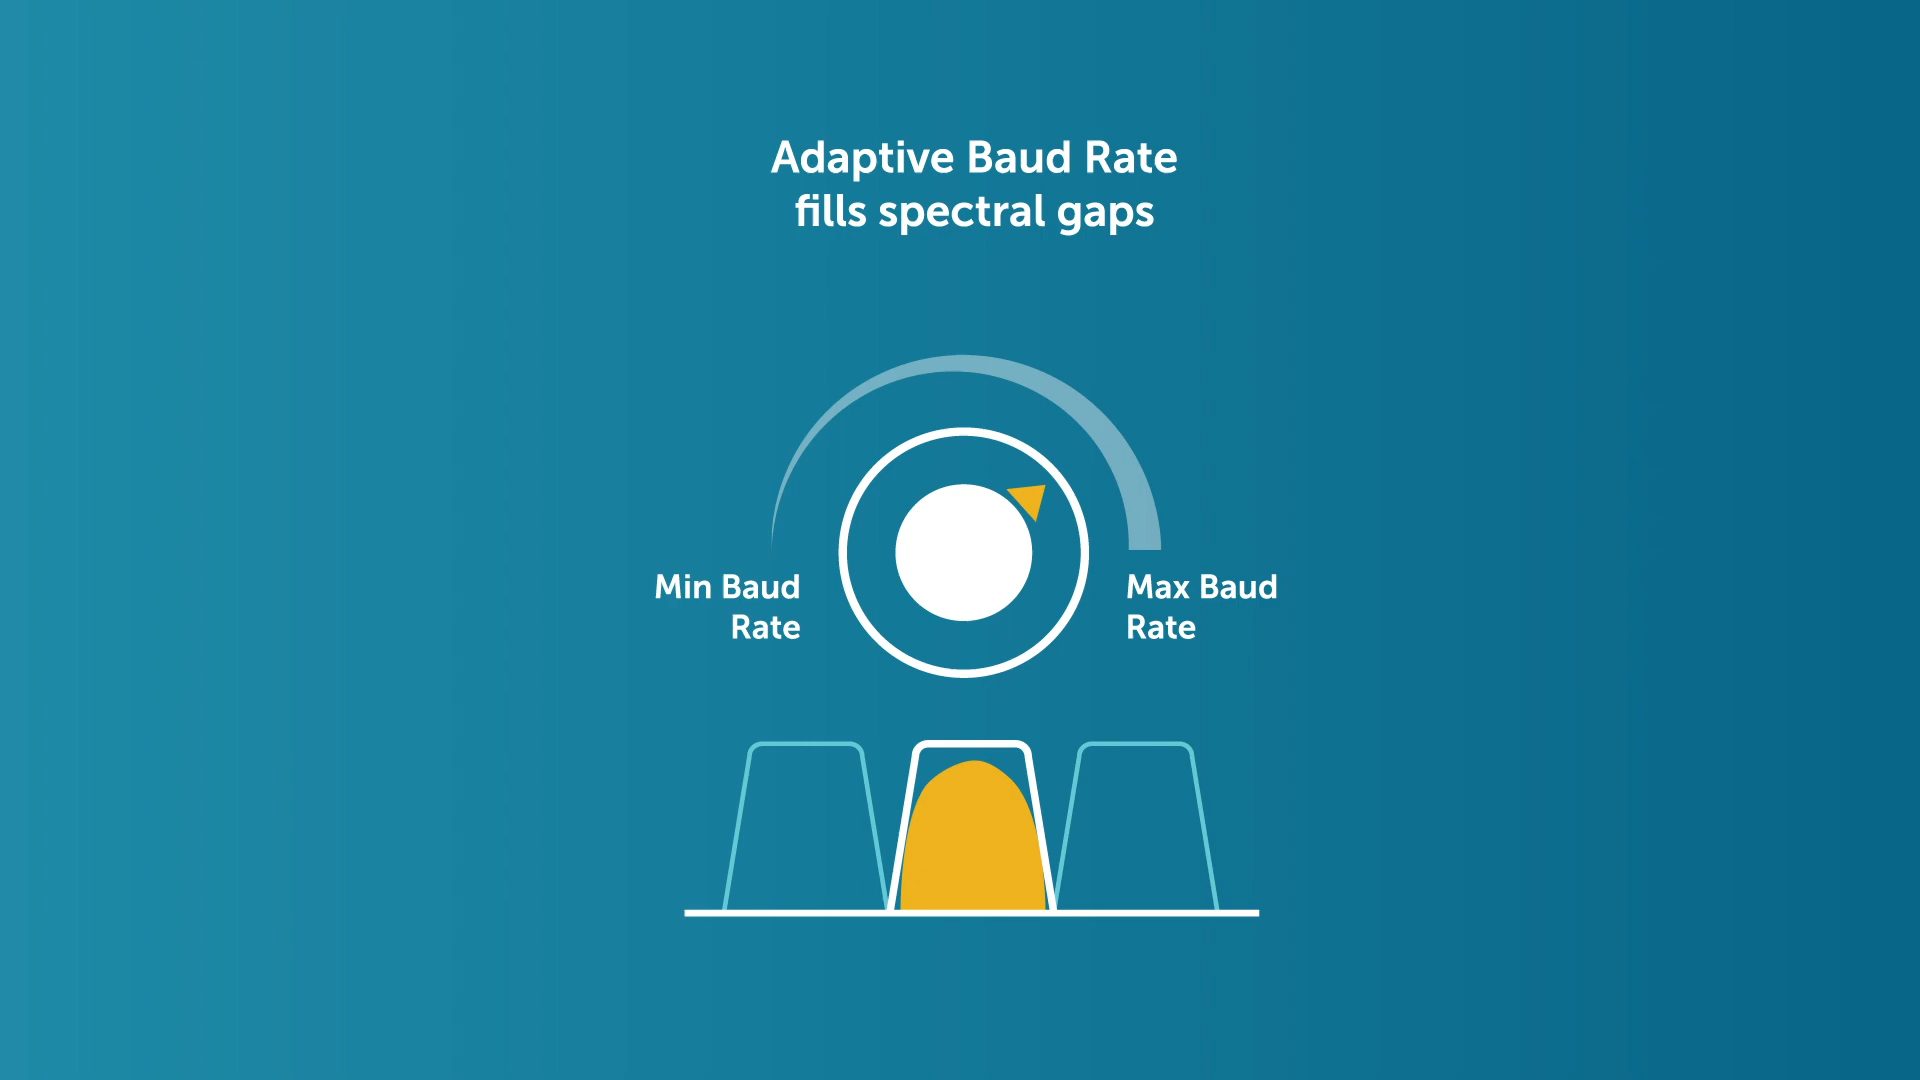 Adaptive Baud Rate
fills spectral gaps
Min Baud
Rate
Max Baud
Rate